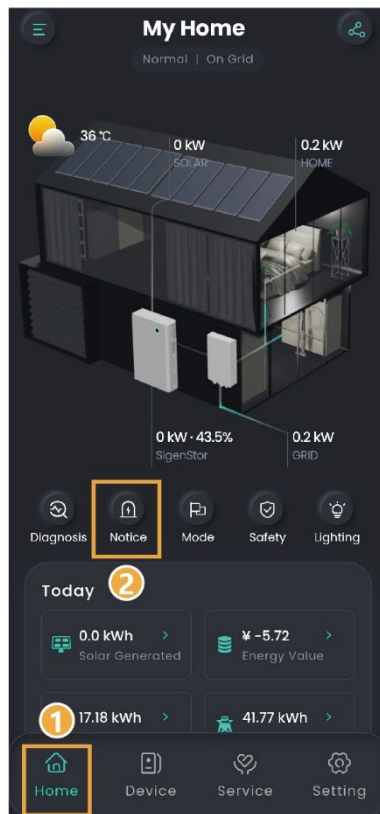 My Home
Normal | On Grid
36 °C
0 kW
SOLAR
0.2 kW
HOME
0 kW · 43.5%
SigenStor
0.2 kW
GRID
Diagnosis
Notice
Mode
Safety
Lighting
2
Today
0.0 kWh
Solar Generated
¥ -5.72
Energy Value
1
17.18 kWh
41.77 kWh
Home
Device
Service
Setting